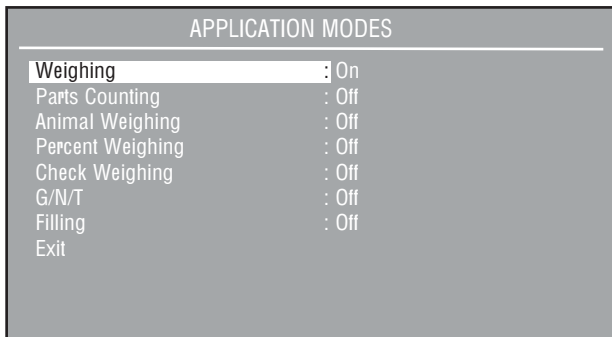 APPLICATION MODES
Weighing : On
Parts Counting : Off
Animal Weighing : Off
Percent Weighing : Off
Check Weighing : Off
G/N/T : Off
Filling : Off
Exit